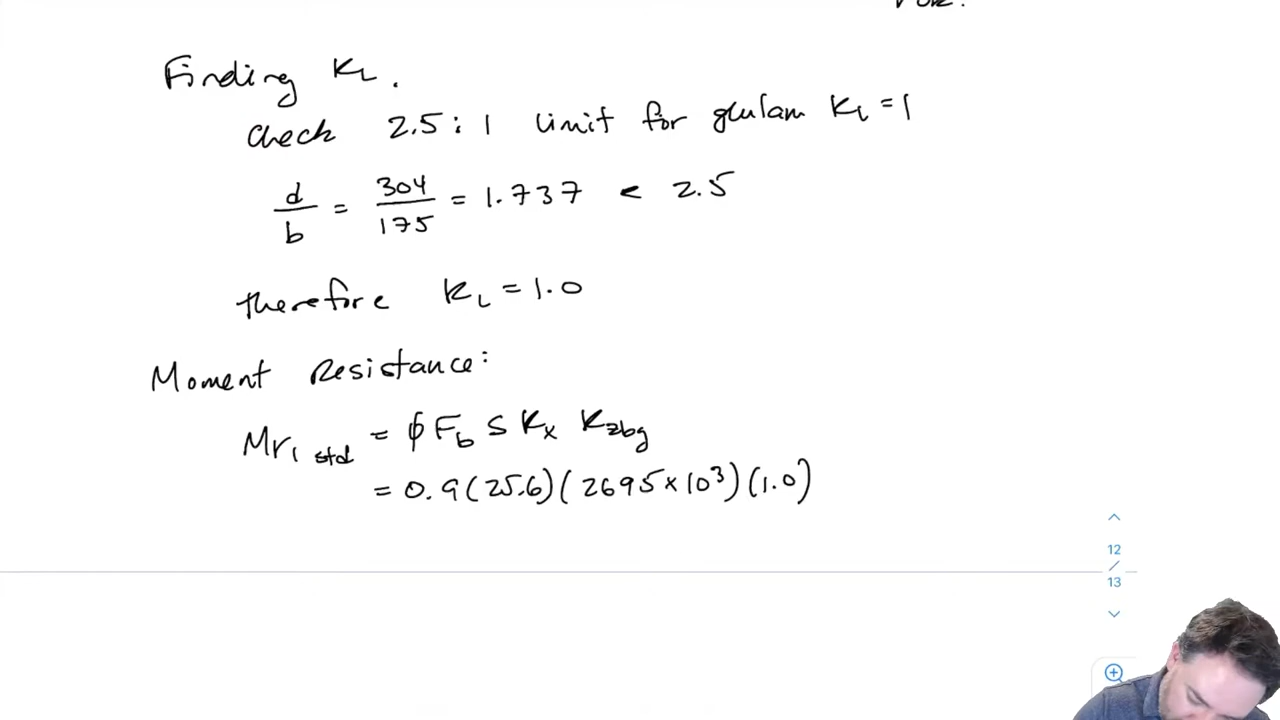 Finding KL.
Check 2.5 : 1 limit for glulam KL = 1
d/b = 304/175 = 1.737 < 2.5
therefore KL = 1.0
Moment Resistance:
Mr1 std = φ Fb S Kx Kzbg
= 0.9 (25.6) (2695 × 10³) (1.0)
12
/
13